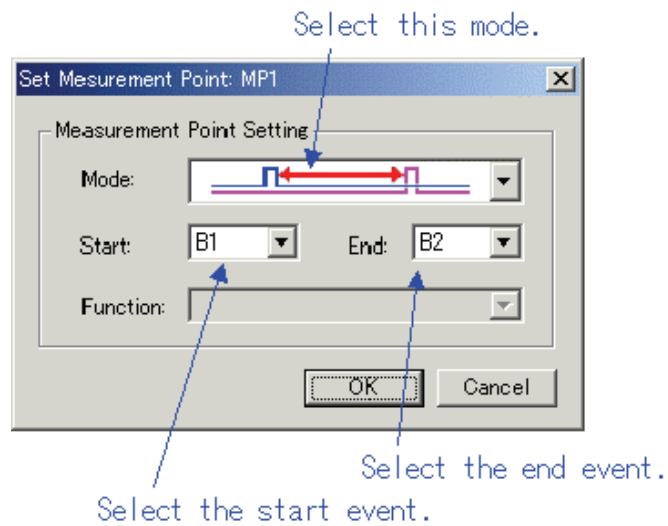 Select this mode.
Set Mesurement Point: MP1
Measurement Point Setting
Mode:
Start: B1 End: B2
Function:
OK Cancel
Select the end event.
Select the start event.